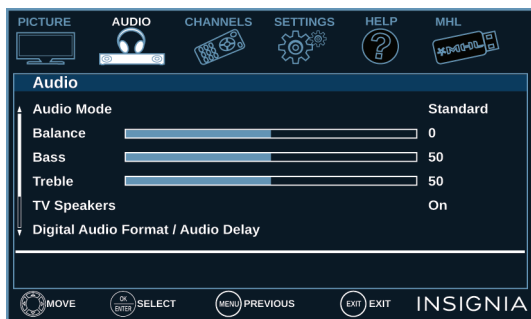 PICTURE AUDIO CHANNELS SETTINGS HELP MHL
MHL
Audio
Audio Mode Standard
Balance 0
Bass 50
Treble 50
TV Speakers On
Digital Audio Format / Audio Delay
MOVE OK ENTER SELECT MENU PREVIOUS EXIT EXIT INSIGNIA